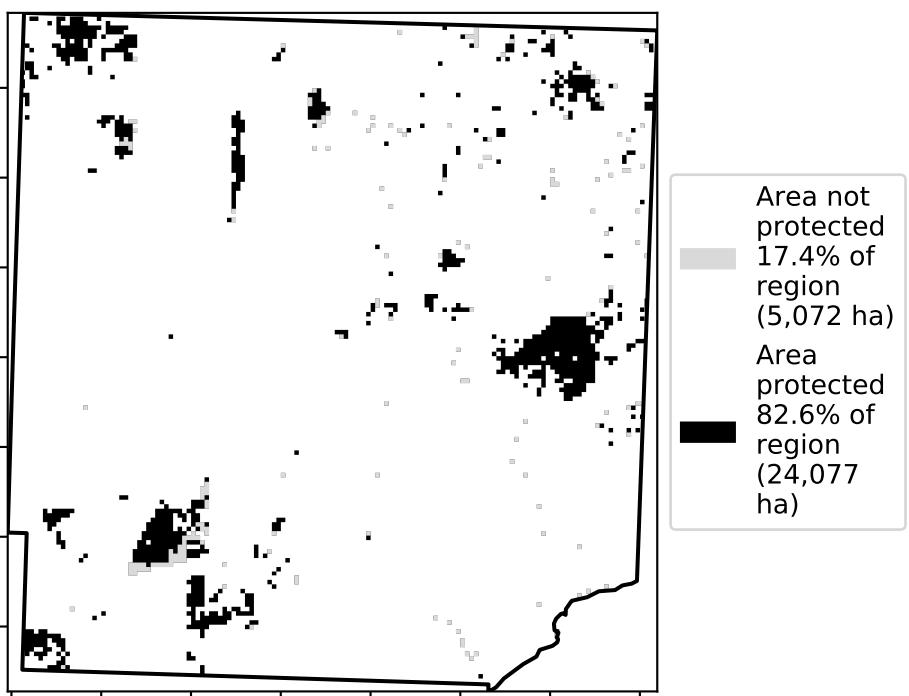 Area not
protected
17.4% of
region
(5,072 ha)
Area
protected
82.6% of
region
(24,077
ha)